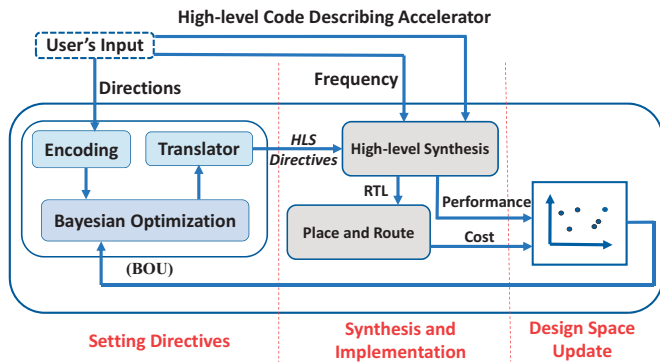 High-level Code Describing Accelerator
User's Input
Directions
Frequency
Encoding
Translator
HLS
Directives
High-level Synthesis
Bayesian Optimization
RTL
Performance
Place and Route
Cost
(BOU)
Setting Directives
Synthesis and
Implementation
Design Space
Update